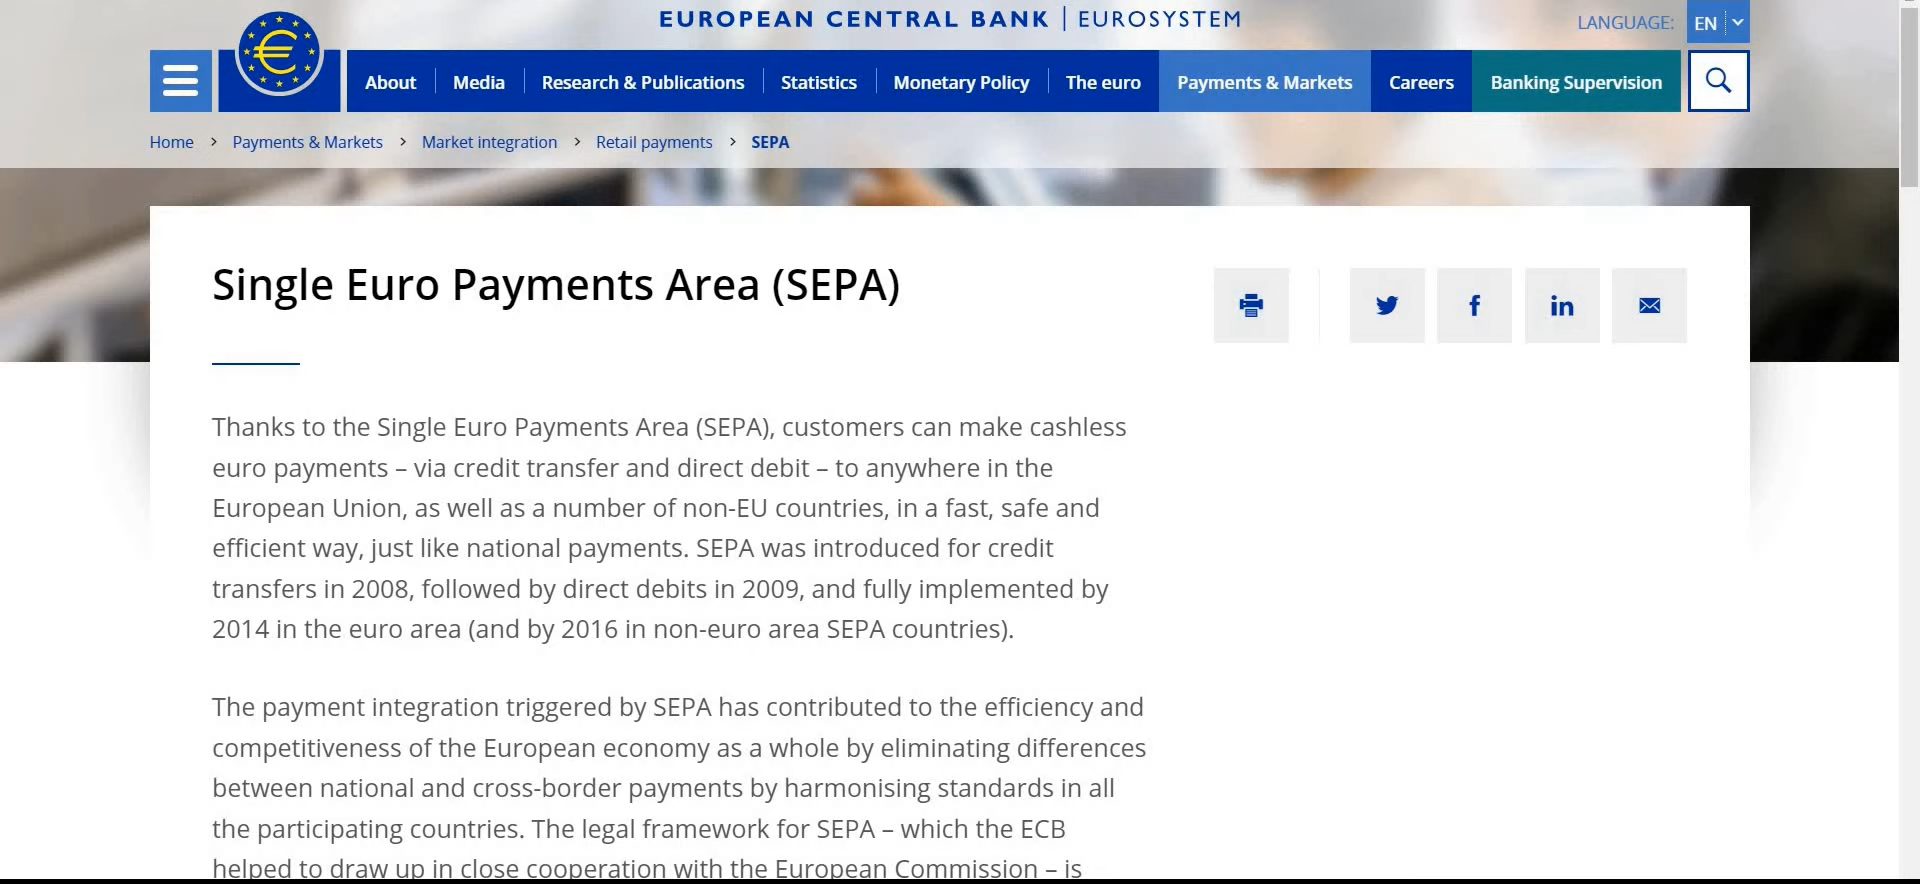 EUROPEAN CENTRAL BANK | EUROSYSTEM
LANGUAGE: EN
About Media Research & Publications Statistics Monetary Policy The euro Payments & Markets Careers Banking Supervision
Home > Payments & Markets > Market integration > Retail payments > SEPA
Single Euro Payments Area (SEPA)
Thanks to the Single Euro Payments Area (SEPA), customers can make cashless
euro payments – via credit transfer and direct debit – to anywhere in the
European Union, as well as a number of non-EU countries, in a fast, safe and
efficient way, just like national payments. SEPA was introduced for credit
transfers in 2008, followed by direct debits in 2009, and fully implemented by
2014 in the euro area (and by 2016 in non-euro area SEPA countries).
The payment integration triggered by SEPA has contributed to the efficiency and
competitiveness of the European economy as a whole by eliminating differences
between national and cross-border payments by harmonising standards in all
the participating countries. The legal framework for SEPA – which the ECB
helped to draw up in close cooperation with the European Commission – is